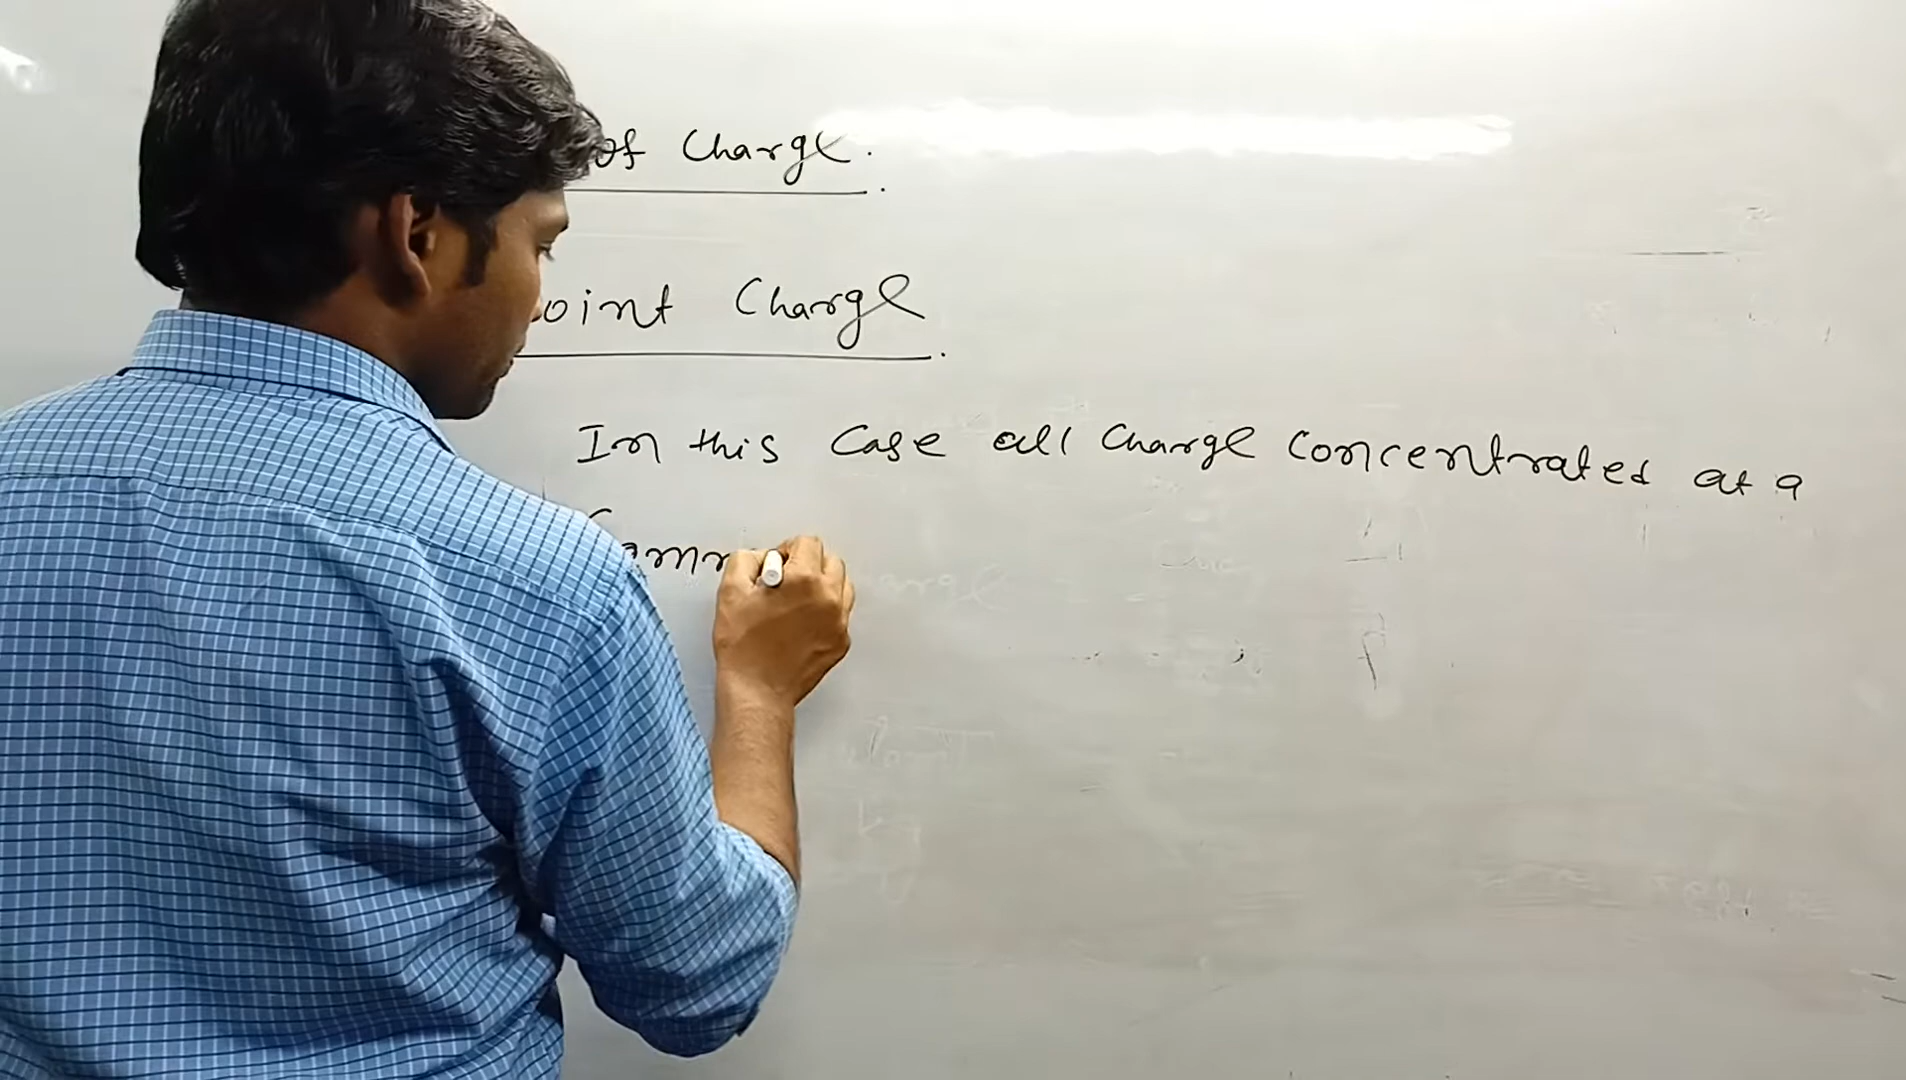 of Charge.
oint Charge.
In this Case all Charge Concentrated at a